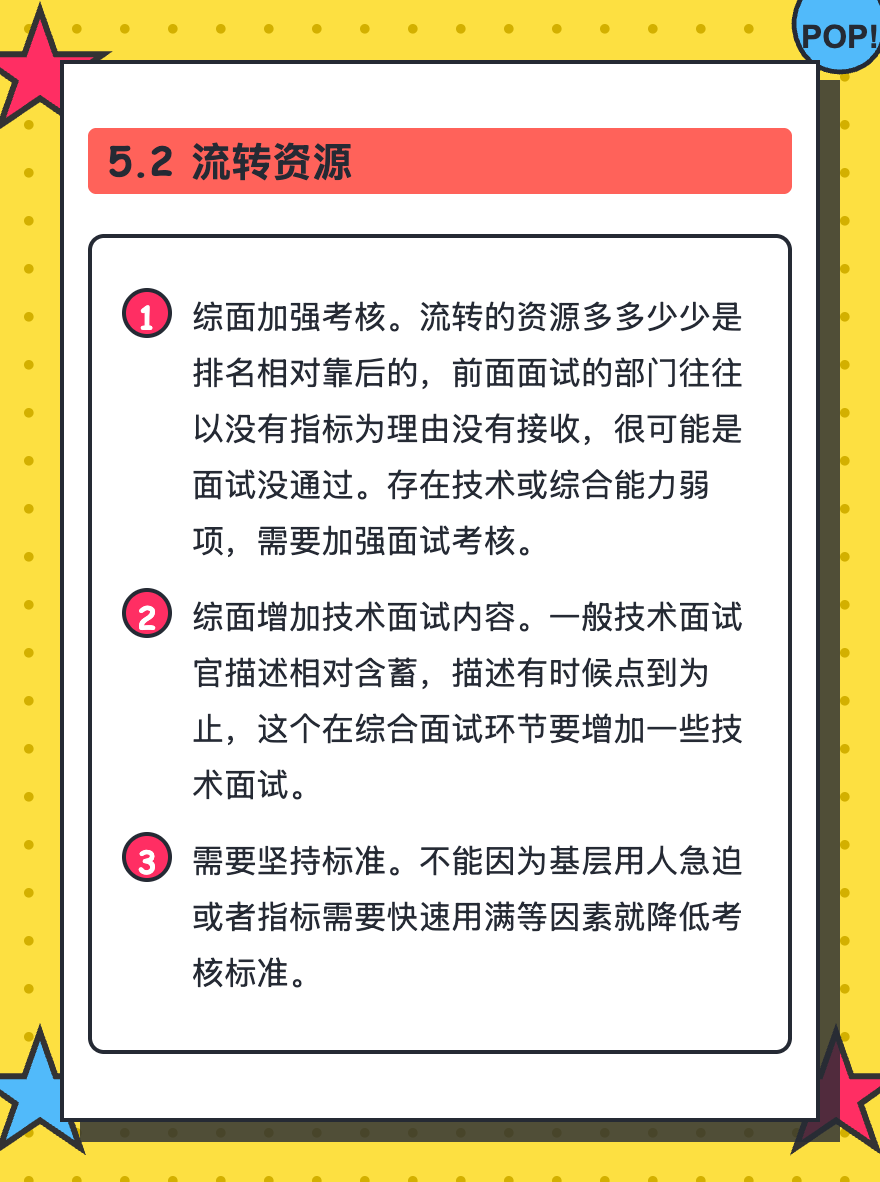 POP!
5.2 流转资源
1 综面加强考核。流转的资源多多少少是
排名相对靠后的，前面面试的部门往往
以没有指标为理由没有接收，很可能是
面试没通过。存在技术或综合能力弱
项，需要加强面试考核。
2 综面增加技术面试内容。一般技术面试
官描述相对含蓄，描述有时候点到为
止，这个在综合面试环节要增加一些技
术面试。
3 需要坚持标准。不能因为基层用人急迫
或者指标需要快速用满等因素就降低考
核标准。